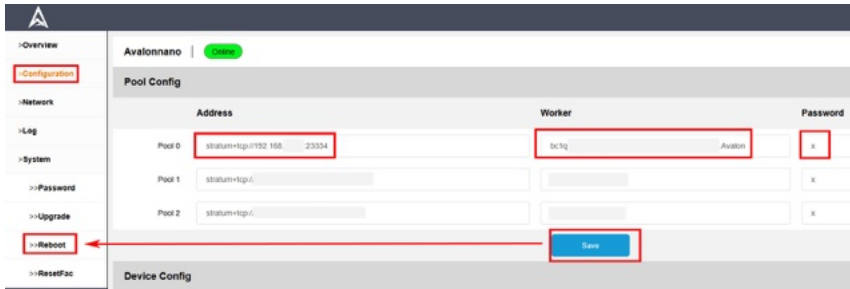 >Overview
>Configuration
>Network
>Log
>System
>>Password
>>Upgrade
>>Reboot
>>ResetFac
Avalonnano | Online
Pool Config
Address Worker Password
Pool 0 stratum+tcp://192.168. 23334 bc1q .Avalon x
Pool 1 stratum+tcp:/. x
Pool 2 stratum+tcp:/. x
Save
Device Config